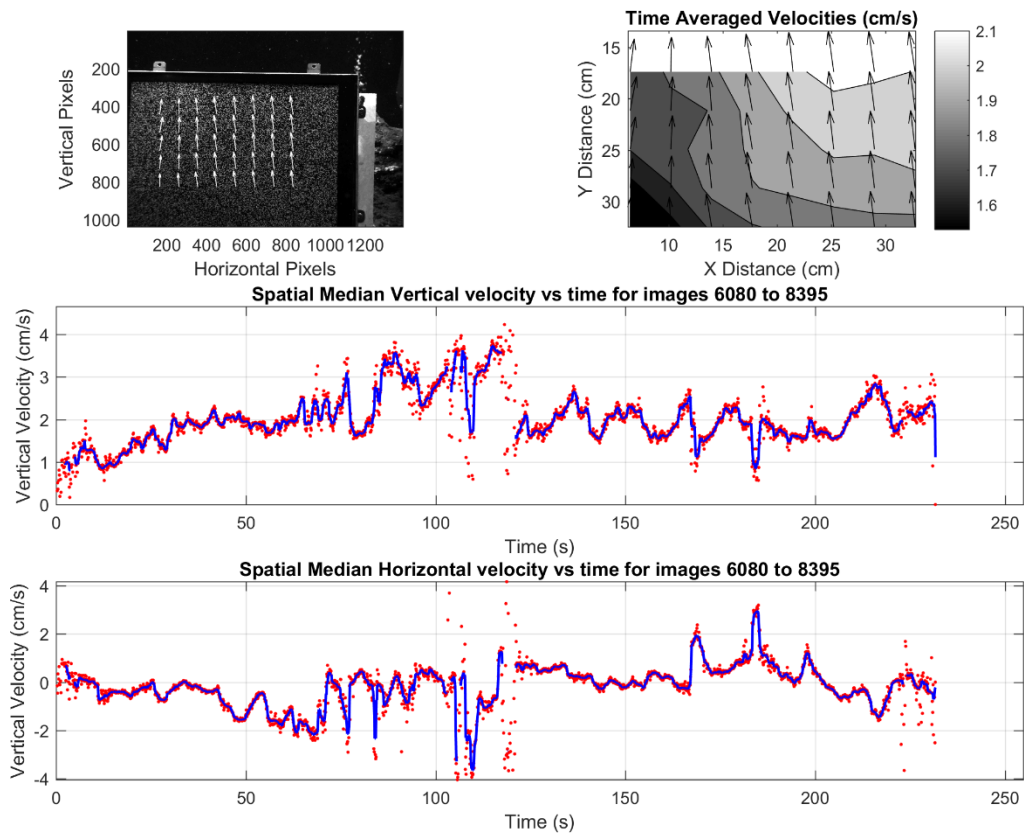 Vertical Pixels
200
400
600
800
1000
200 400 600 800 1000 1200
Horizontal Pixels
Time Averaged Velocities (cm/s)
Y Distance (cm)
15
20
25
30
10 15 20 25 30
X Distance (cm)
2.1
2
1.9
1.8
1.7
1.6
Spatial Median Vertical velocity vs time for images 6080 to 8395
Vertical Velocity (cm/s)
4
3
2
1
0
0 50 100 150 200 250
Time (s)
Spatial Median Horizontal velocity vs time for images 6080 to 8395
Vertical Velocity (cm/s)
4
2
0
-2
-4
0 50 100 150 200 250
Time (s)